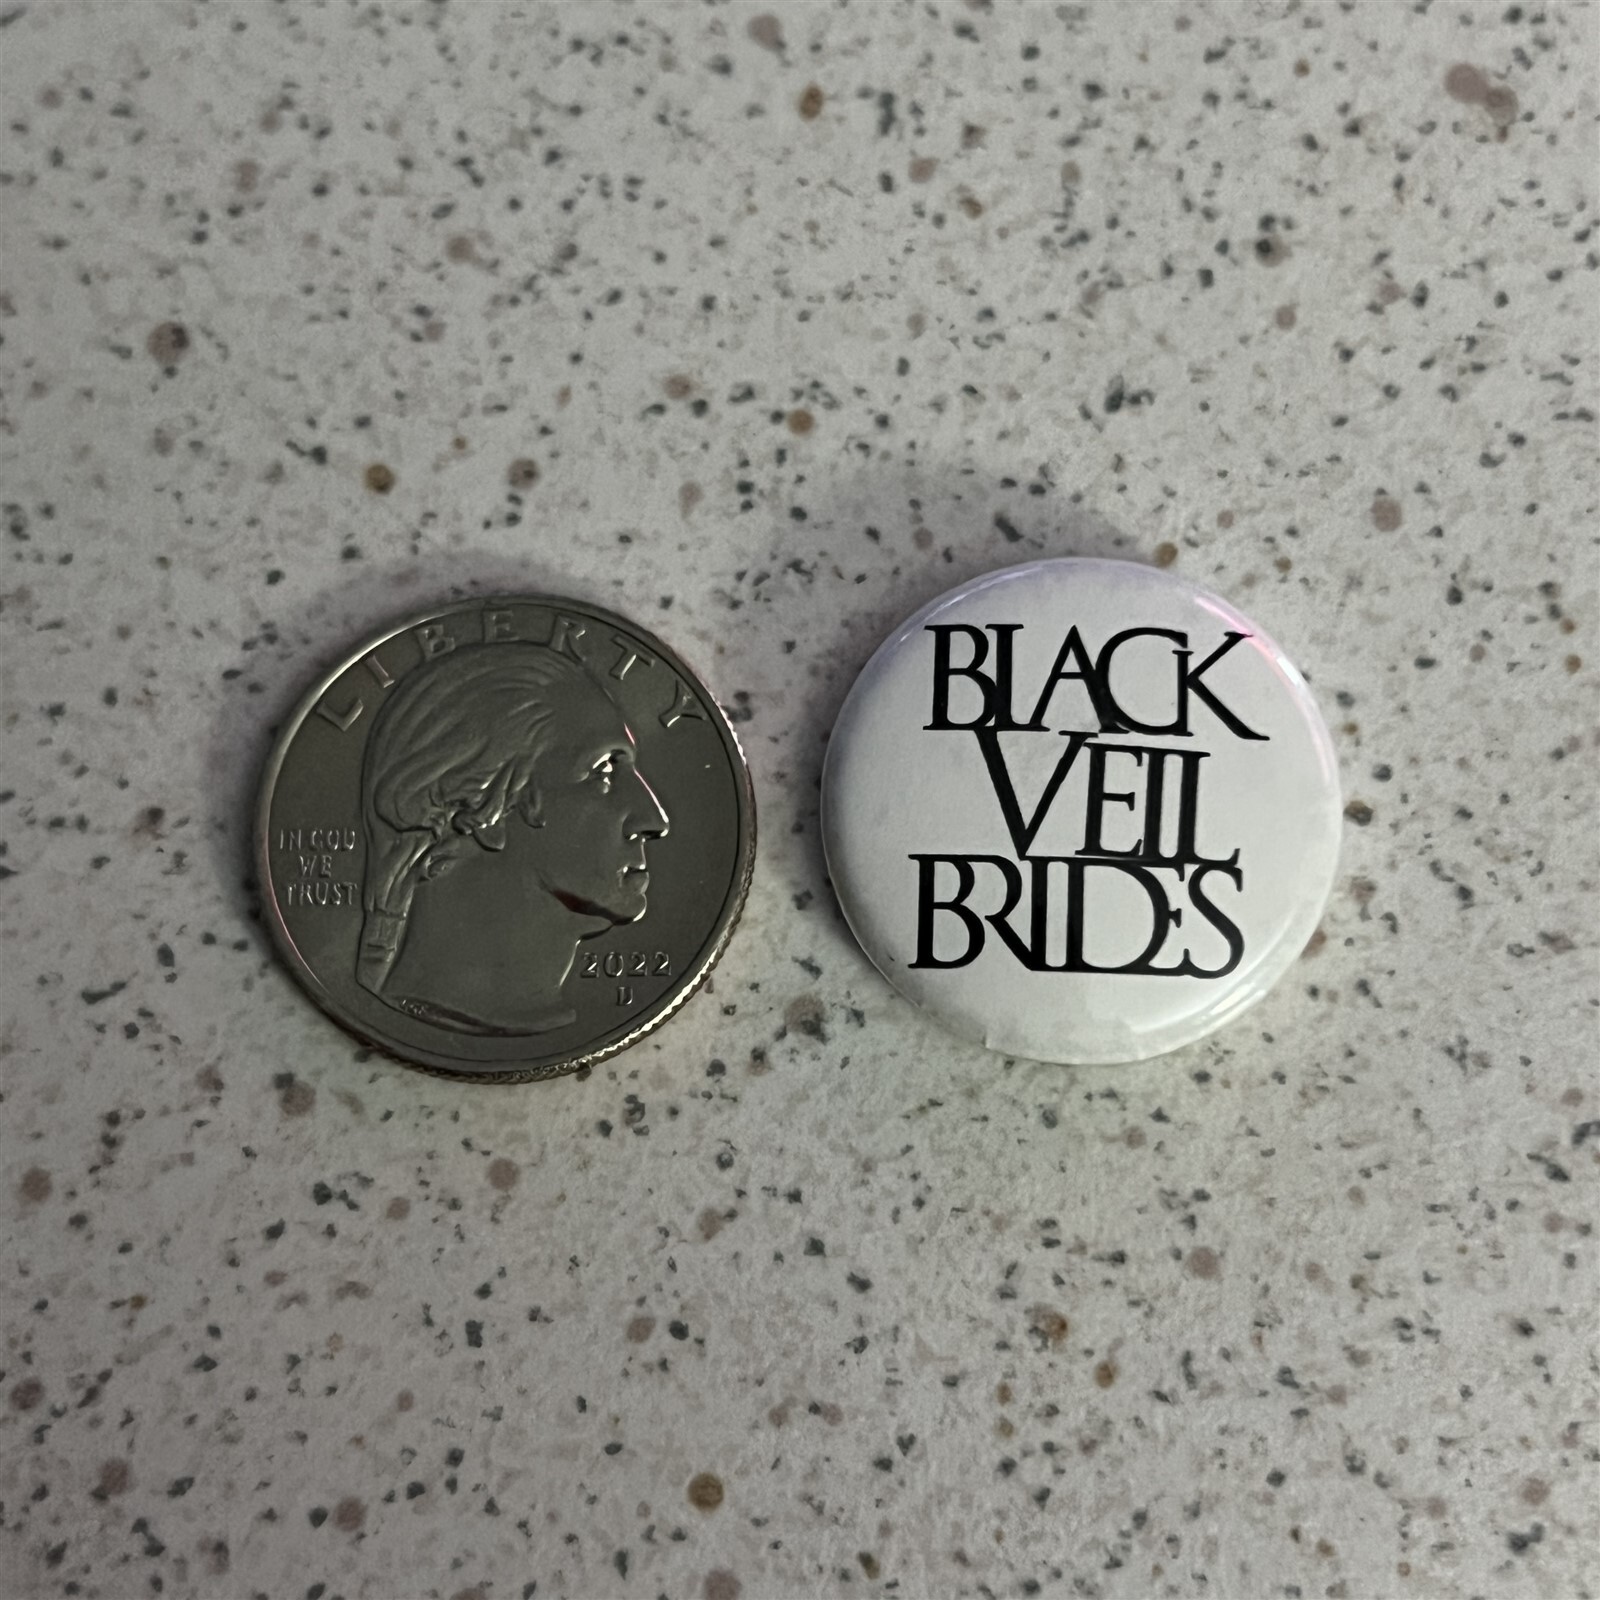 LIBERTY
IN GOD
WE
TRUST
2022
D
BLACK
VEIL
BRIDES